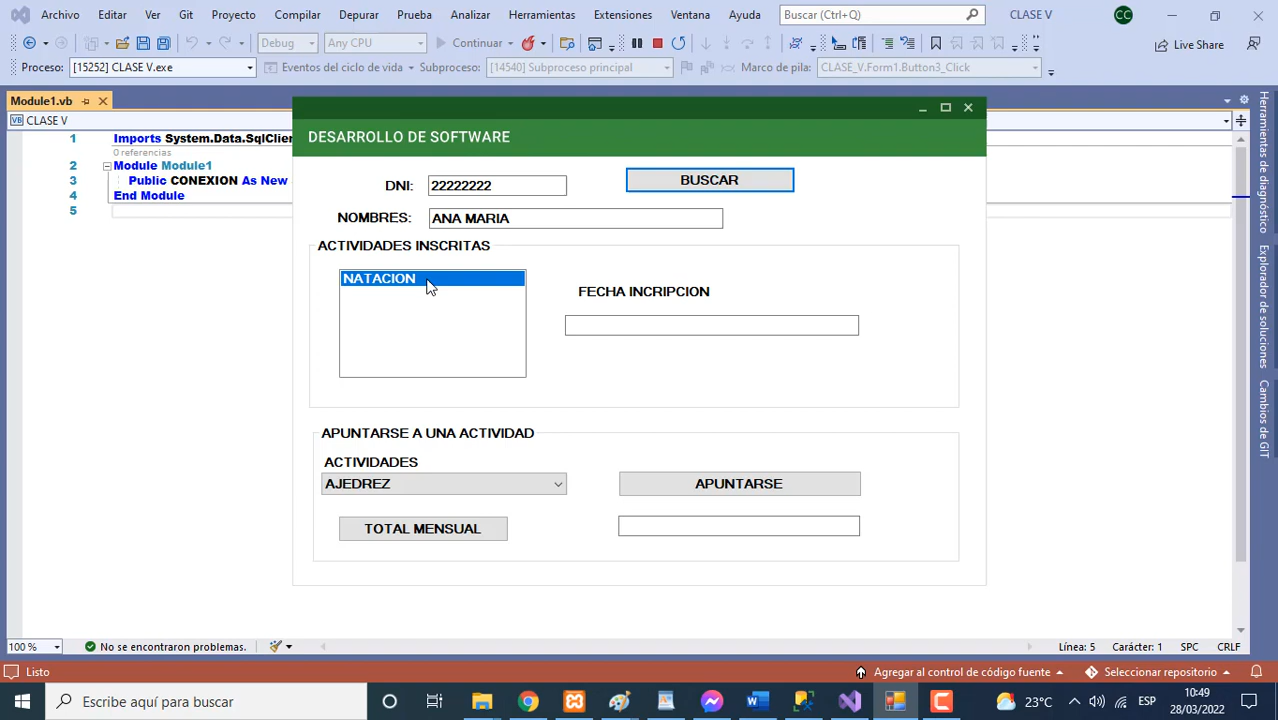 Archivo Editar Ver Git Proyecto Compilar Depurar Prueba Analizar Herramientas Extensiones Ventana Ayuda Buscar (Ctrl+Q) CLASE V CC
Debug Any CPU Continuar Live Share
Proceso: [15252] CLASE V.exe Eventos del ciclo de vida Subproceso: [14540] Subproceso principal Marco de pila: CLASE_V.Form1.Button3_Click
Module1.vb
VB CLASE V
1 Imports System.Data.SqlClien
0 referencias
2 Module Module1
3 Public CONEXION As New
4 End Module
5
DESARROLLO DE SOFTWARE
DNI: 22222222 BUSCAR
NOMBRES: ANA MARIA
ACTIVIDADES INSCRITAS
NATACION
FECHA INCRIPCION
APUNTARSE A UNA ACTIVIDAD
ACTIVIDADES
AJEDREZ APUNTARSE
TOTAL MENSUAL
Herramientas de diagnóstico
Explorador de soluciones
Cambios de GIT
100 % No se encontraron problemas. Línea: 5 Carácter: 1 SPC CRLF
Listo Agregar al control de código fuente Seleccionar repositorio
Escribe aquí para buscar 23°C ESP 10:49
28/03/2022